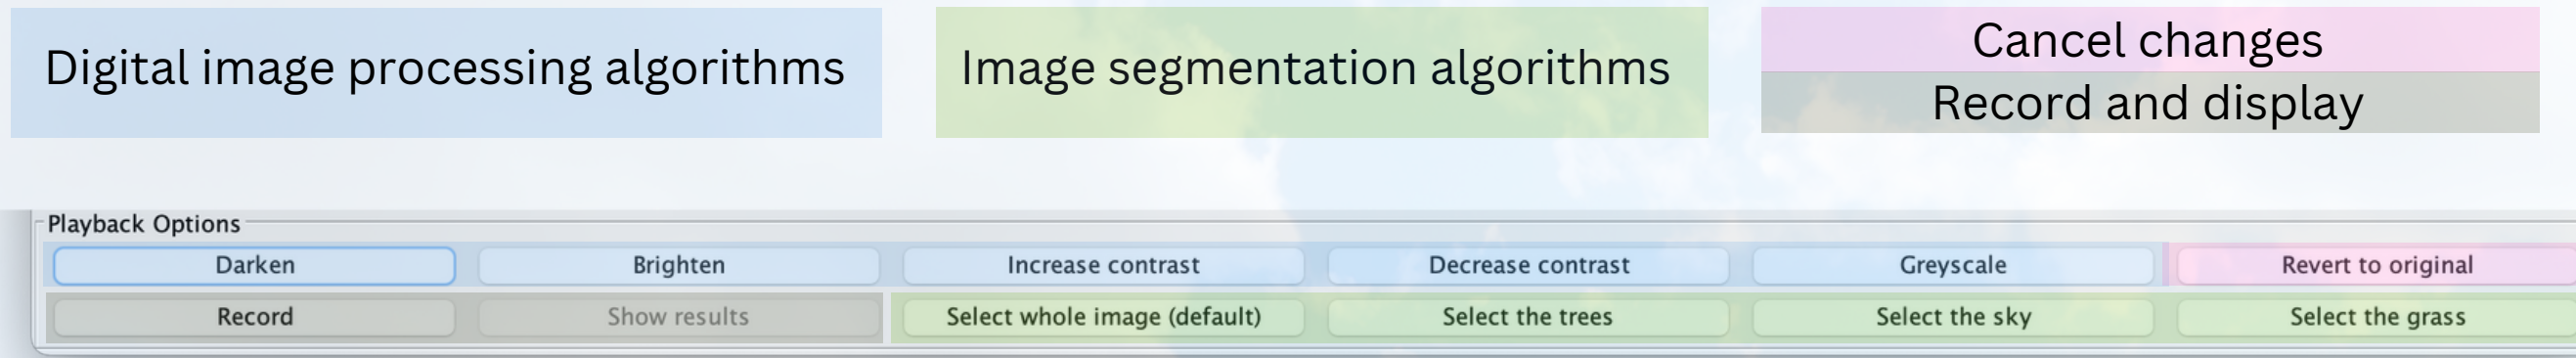 Digital image processing algorithms
Image segmentation algorithms
Cancel changes
Record and display
Playback Options
Darken Brighten Increase contrast Decrease contrast Greyscale Revert to original
Record Show results Select whole image (default) Select the trees Select the sky Select the grass